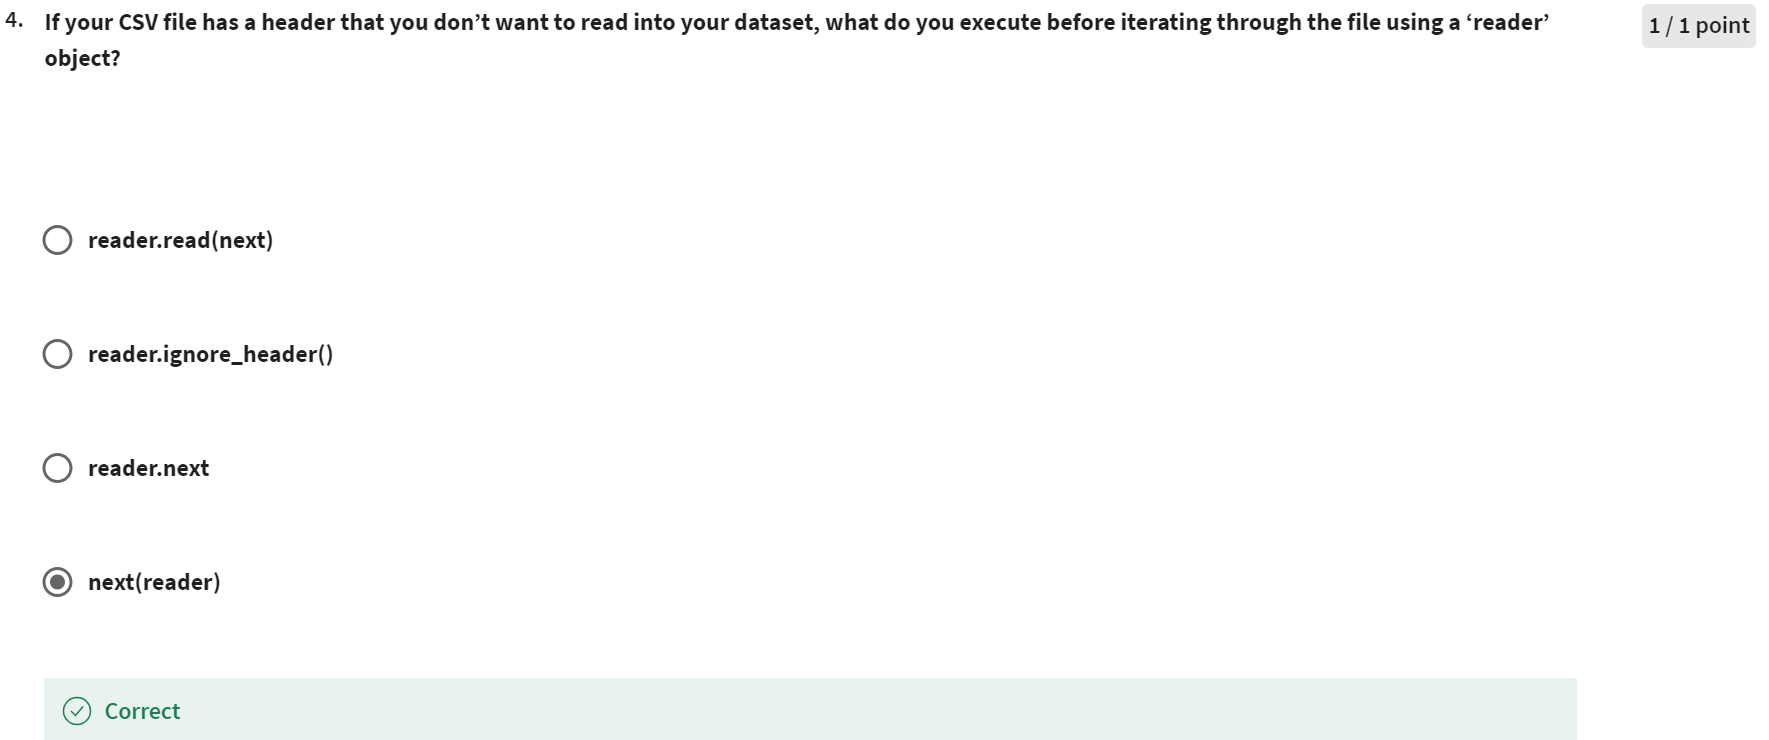 4. If your CSV file has a header that you don’t want to read into your dataset, what do you execute before iterating through the file using a ‘reader’
object?
1 / 1 point
reader.read(next)
reader.ignore_header()
reader.next
next(reader)
Correct